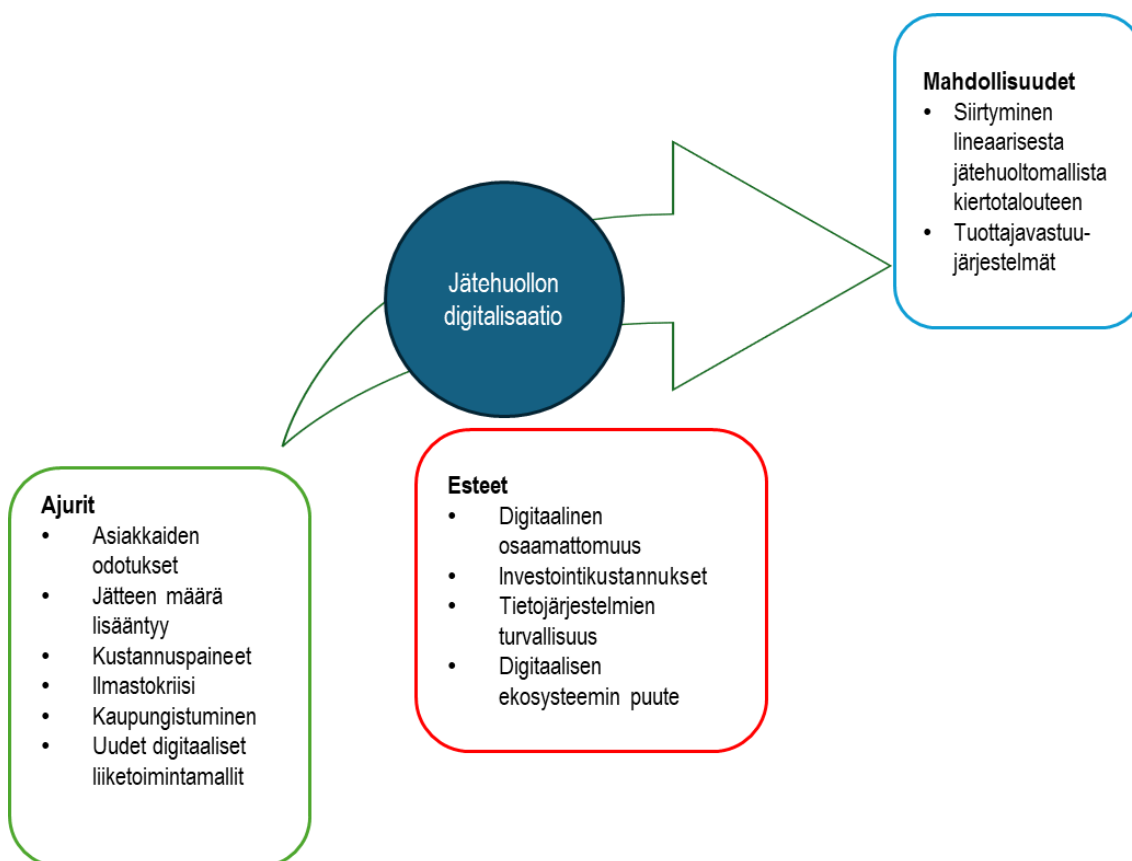 Mahdollisuudet
• Siirtyminen
lineaarisesta
jätehuoltomallista
kiertotalouteen
• Tuottajavastuu-
järjestelmät
Jätehuollon
digitalisaatio
Ajurit
• Asiakkaiden
odotukset
• Jätteen määrä
lisääntyy
• Kustannuspaineet
• Ilmastokriisi
• Kaupungistuminen
• Uudet digitaaliset
liiketoimintamallit
Esteet
• Digitaalinen
osaamattomuus
• Investointikustannukset
• Tietojärjestelmien
turvallisuus
• Digitaalisen
ekosysteemin puute